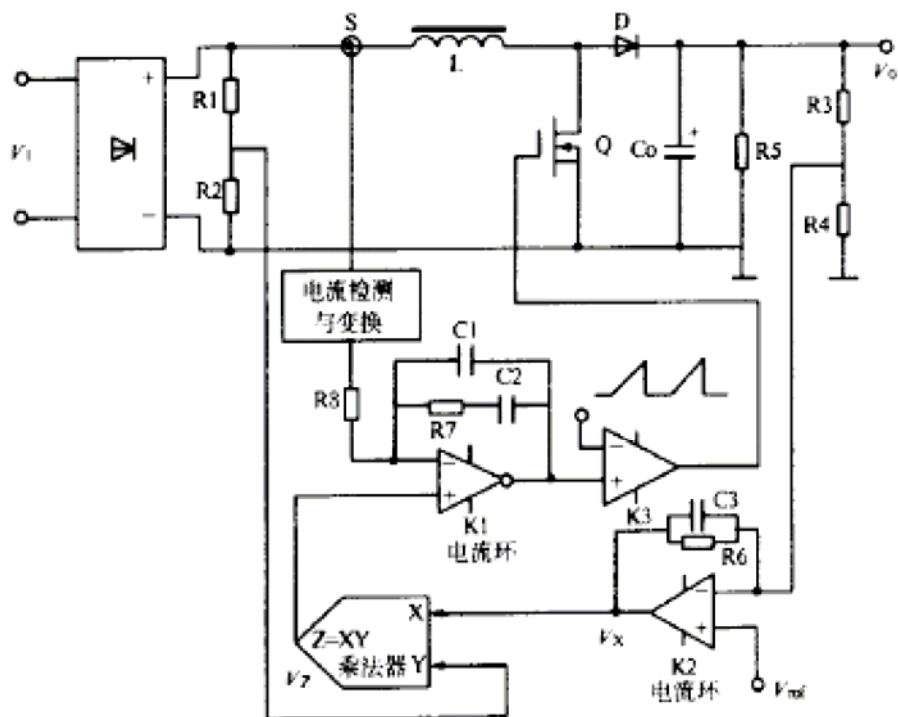 S
D
L
Vo
+
R1
R3
VI
Q
Co
+
R5
R2
R4
−
电流检测
与变换
C1
C2
R8
R7
−
+
K1
电流环
−
+
K3
C3
R6
X
Z=XY
乘法器 Y
VZ
VX
−
+
K2
电流环
Vref